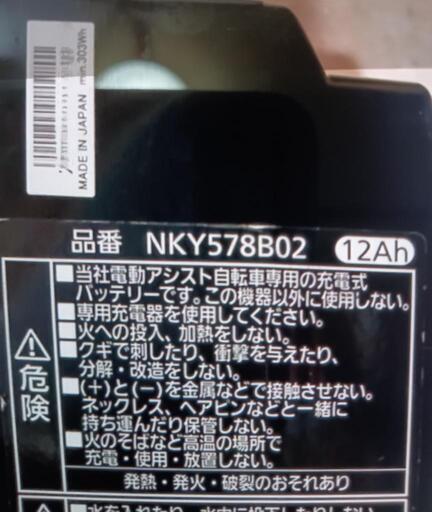 min.303Wh
MADE IN JAPAN
品番 NKY578B02 12Ah
危険
■当社電動アシスト自転車専用の充電式
バッテリーです。この機器以外に使用しない。
■専用充電器を使用してください。
■火への投入、加熱をしない。
■クギで刺したり、衝撃を与えたり、
分解・改造をしない。
■(+)と(−)を金属などで接触させない。
ネックレス、ヘアピンなどと一緒に
持ち運んだり保管しない。
■火のそばなど高温の場所で
充電・使用・放置しない。
発熱・発火・破裂のおそれあり